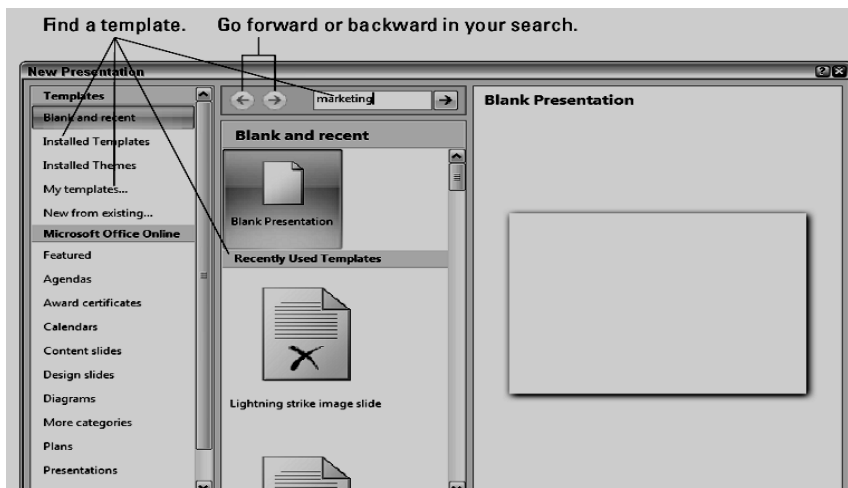 Find a template.
Go forward or backward in your search.
New Presentation
Templates
Blank and recent
Installed Templates
Installed Themes
My templates...
New from existing...
Microsoft Office Online
Featured
Agendas
Award certificates
Calendars
Content slides
Design slides
Diagrams
More categories
Plans
Presentations
marketing
Blank and recent
Blank Presentation
Recently Used Templates
Lightning strike image slide
Blank Presentation